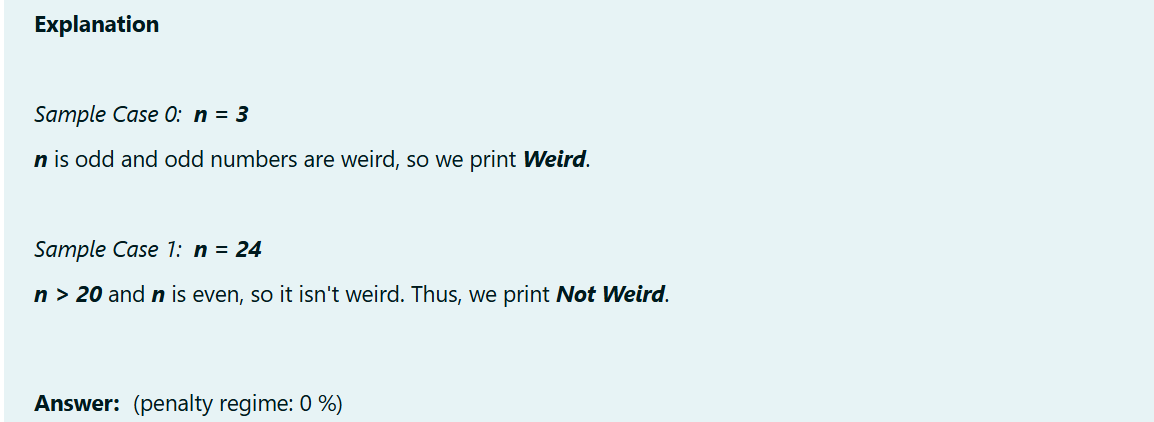 Explanation
Sample Case 0: n = 3
n is odd and odd numbers are weird, so we print Weird.
Sample Case 1: n = 24
n > 20 and n is even, so it isn't weird. Thus, we print Not Weird.
Answer: (penalty regime: 0 %)